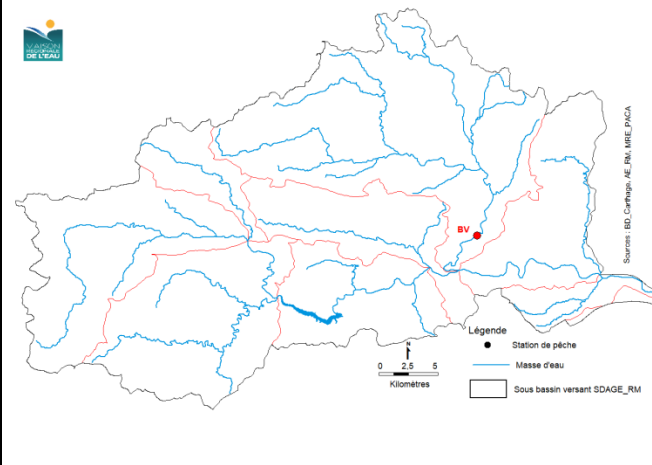 MAISON
REGIONALE
DE L'EAU
Sources : BD_Carthage, AE_RM, MRE_PACA
BV
Légende
Station de pêche
Masse d'eau
Sous bassin versant SDAGE_RM
N
0 2,5 5
Kilomètres